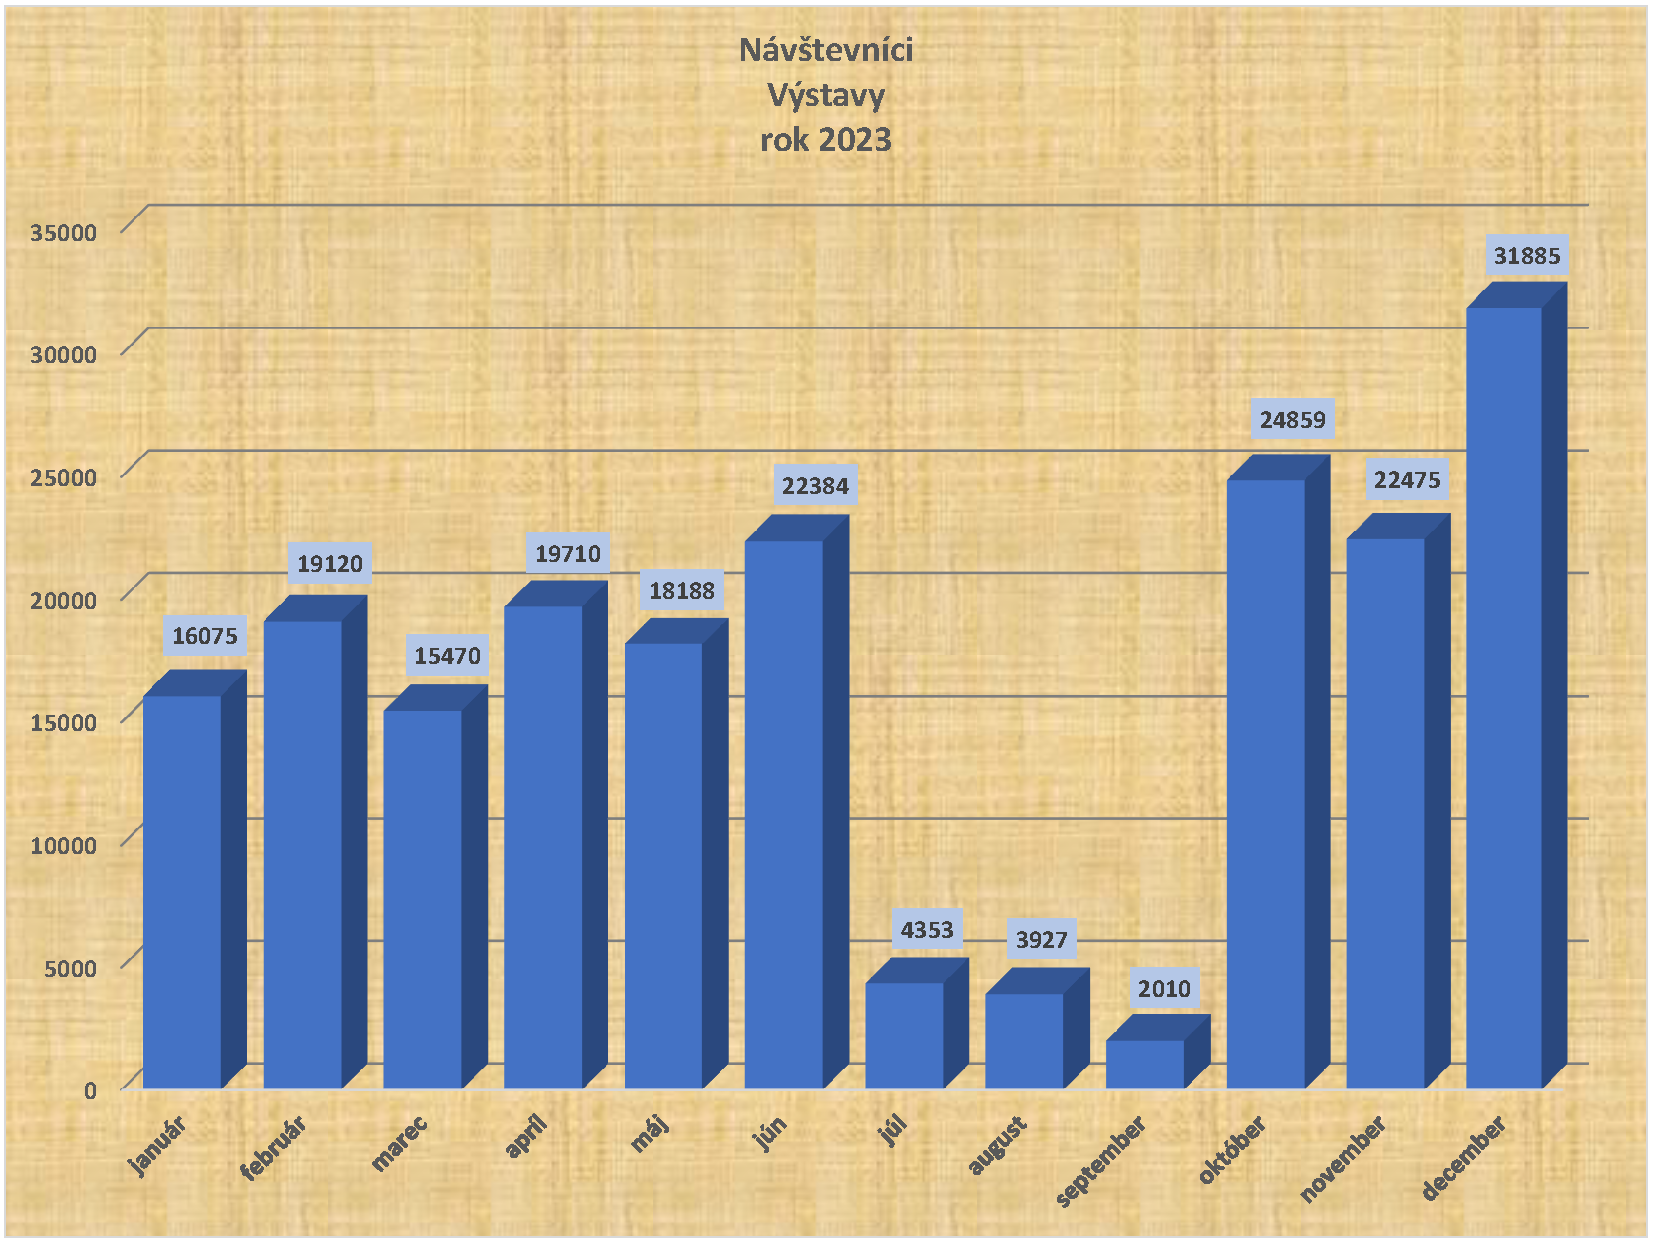 Návštevníci
Výstavy
rok 2023
35000
30000
25000
20000
15000
10000
5000
0
16075
19120
15470
19710
18188
22384
4353
3927
2010
24859
22475
31885
január
február
marec
apríl
máj
jún
júl
august
september
október
november
december